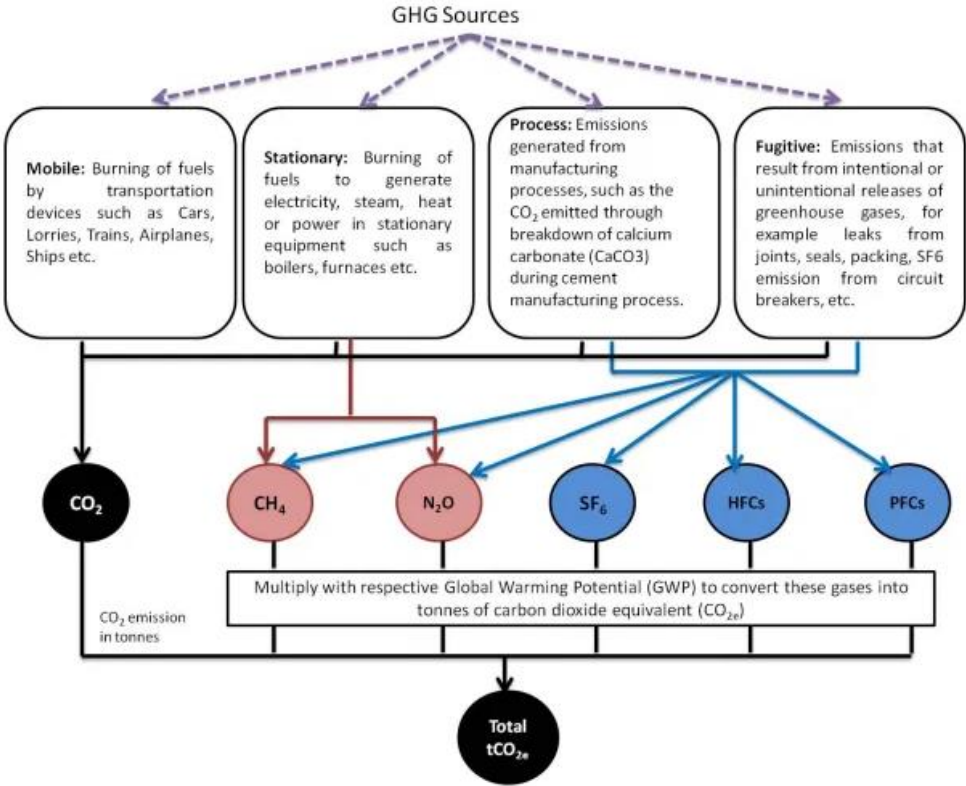 GHG Sources
Mobile: Burning of fuels
by transportation
devices such as Cars,
Lorries, Trains, Airplanes,
Ships etc.
Stationary: Burning of
fuels to generate
electricity, steam, heat
or power in stationary
equipment such as
boilers, furnaces etc.
Process: Emissions
generated from
manufacturing
processes, such as the
CO₂ emitted through
breakdown of calcium
carbonate (CaCO3)
during cement
manufacturing process.
Fugitive: Emissions that
result from intentional or
unintentional releases of
greenhouse gases, for
example leaks from
joints, seals, packing, SF6
emission from circuit
breakers, etc.
CO₂
CH₄
N₂O
SF₆
HFCs
PFCs
Multiply with respective Global Warming Potential (GWP) to convert these gases into
tonnes of carbon dioxide equivalent (CO₂ₑ)
CO₂ emission
in tonnes
Total
tCO₂ₑ